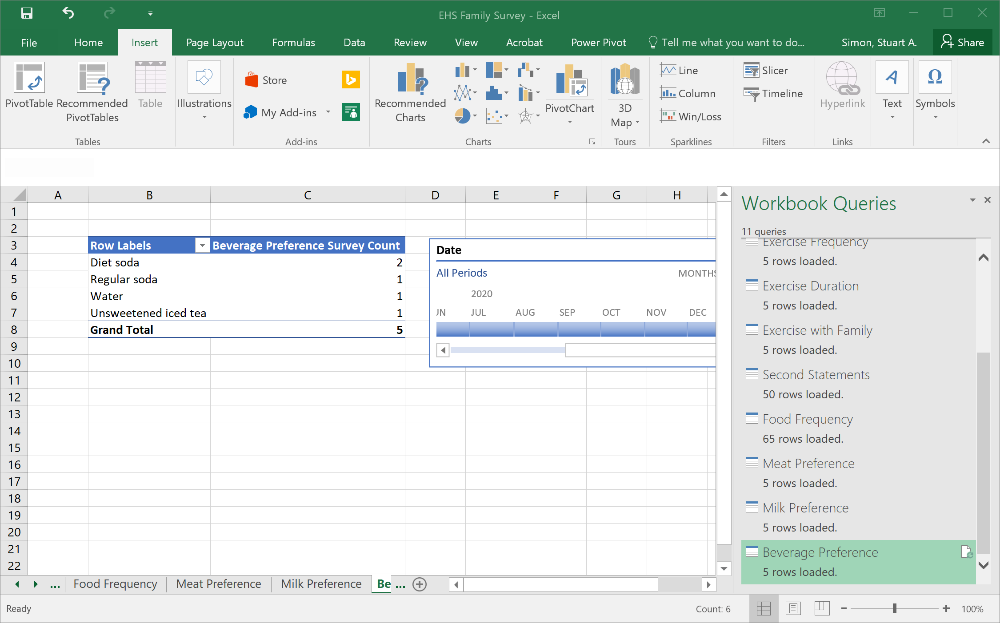 EHS Family Survey - Excel
File Home Insert Page Layout Formulas Data Review View Acrobat Power Pivot Tell me what you want to do... Simon, Stuart A. Share
PivotTable
Recommended
PivotTables
Table
Tables
Illustrations
Store
My Add-ins
Add-ins
Recommended
Charts
PivotChart
Charts
3D
Map
Tours
Line
Column
Win/Loss
Sparklines
Slicer
Timeline
Filters
Hyperlink
Links
A
Text
Ω
Symbols
A B C D E F G H
1
2
3 Row Labels Beverage Preference Survey Count
4 Diet soda 2
5 Regular soda 1
6 Water 1
7 Unsweetened iced tea 1
8 Grand Total 5
9
10
11
12
13
14
15
16
17
18
19
20
21
22
Date
All Periods MONTHS
2020
JN JUL AUG SEP OCT NOV DEC
Workbook Queries
11 queries
Exercise Frequency
5 rows loaded.
Exercise Duration
5 rows loaded.
Exercise with Family
5 rows loaded.
Second Statements
50 rows loaded.
Food Frequency
65 rows loaded.
Meat Preference
5 rows loaded.
Milk Preference
5 rows loaded.
Beverage Preference
5 rows loaded.
... Food Frequency Meat Preference Milk Preference Be ...
Ready Count: 6 100%